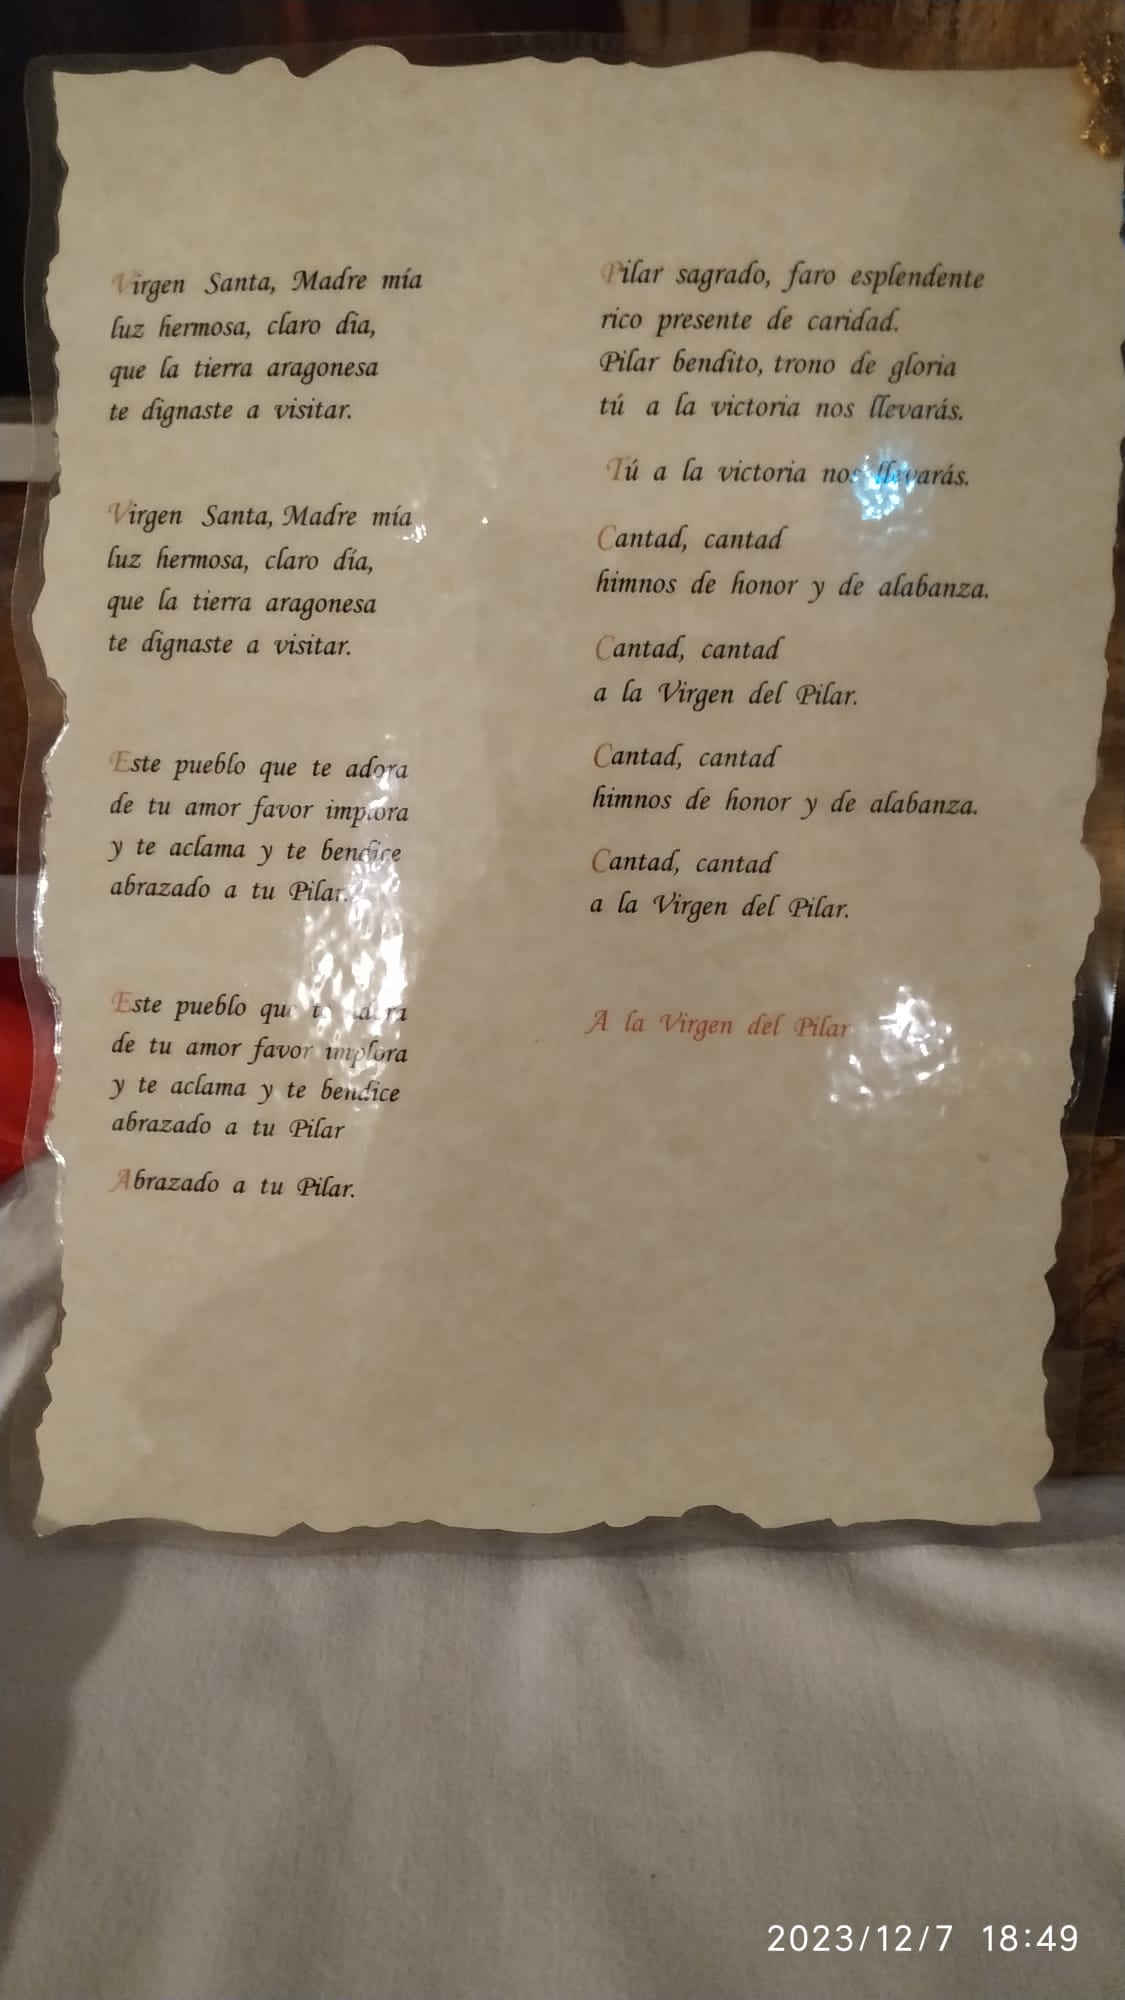 Virgen Santa, Madre mía
luz hermosa, claro dia,
que la tierra aragonesa
te dignaste a visitar.
Virgen Santa, Madre mía
luz hermosa, claro día,
que la tierra aragonesa
te dignaste a visitar.
Este pueblo que te adora
de tu amor favor implora
y te aclama y te bendice
abrazado a tu Pilar.
Este pueblo que te adora
de tu amor favor implora
y te aclama y te bendice
abrazado a tu Pilar
Abrazado a tu Pilar.
Pilar sagrado, faro esplendente
rico presente de caridad.
Pilar bendito, trono de gloria
tú a la victoria nos llevarás.
Tú a la victoria nos llevarás.
Cantad, cantad
himnos de honor y de alabanza.
Cantad, cantad
a la Virgen del Pilar.
Cantad, cantad
himnos de honor y de alabanza.
Cantad, cantad
a la Virgen del Pilar.
A la Virgen del Pilar
2023/12/7 18:49